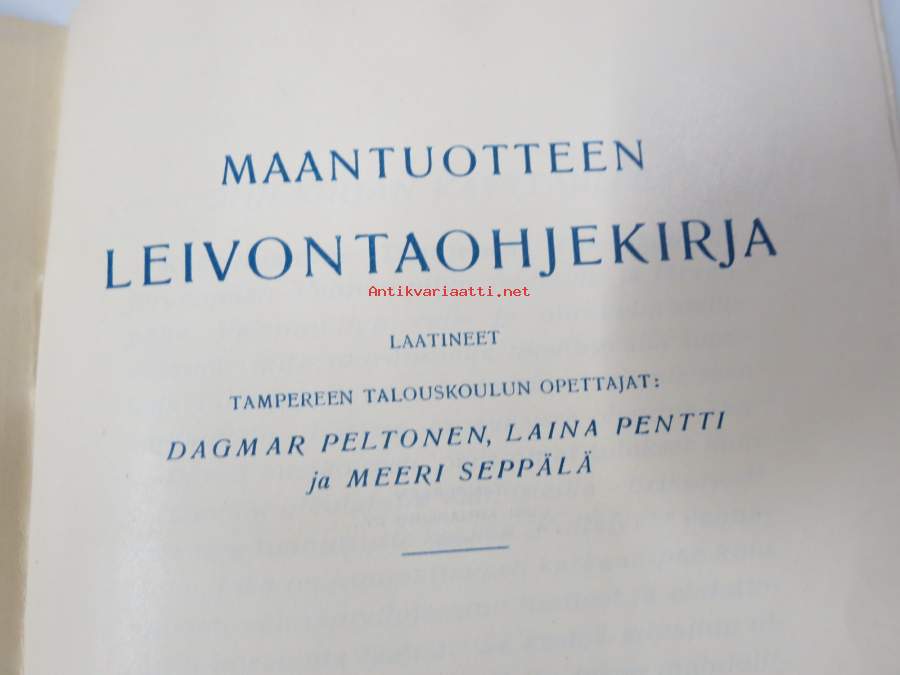 MAANTUOTTEEN
LEIVONTAOHJEKIRJA
Antikvariaatti.net
LAATINEET
TAMPEREEN TALOUSKOULUN OPETTAJAT:
DAGMAR PELTONEN, LAINA PENTTI
ja MEERI SEPPÄLÄ